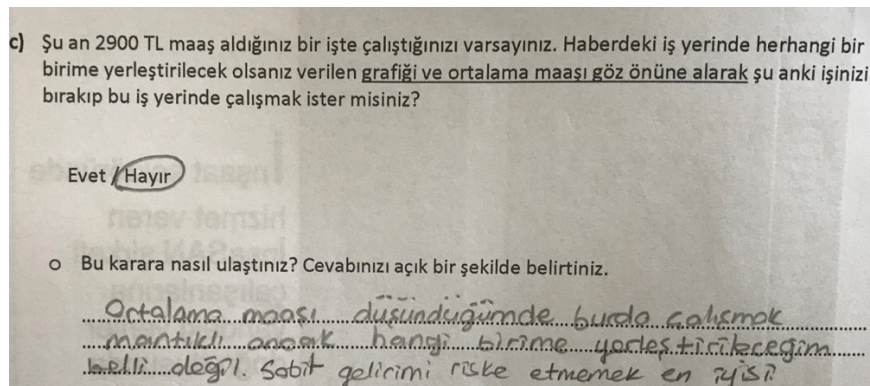 c) Şu an 2900 TL maaş aldığınız bir işte çalıştığınızı varsayınız. Haberdeki iş yerinde herhangi bir
birime yerleştirilecek olsanız verilen grafiği ve ortalama maaşı göz önüne alarak şu anki işinizi
bırakıp bu iş yerinde çalışmak ister misiniz?
Evet / Hayır
o Bu karara nasıl ulaştınız? Cevabınızı açık bir şekilde belirtiniz.
Ortalama maaşı düşündüğümde burda çalışmak
mantıklı ancak hangi birime yerleştirileceğim
belli değil. Sabit gelirimi riske etmemek en iyisi